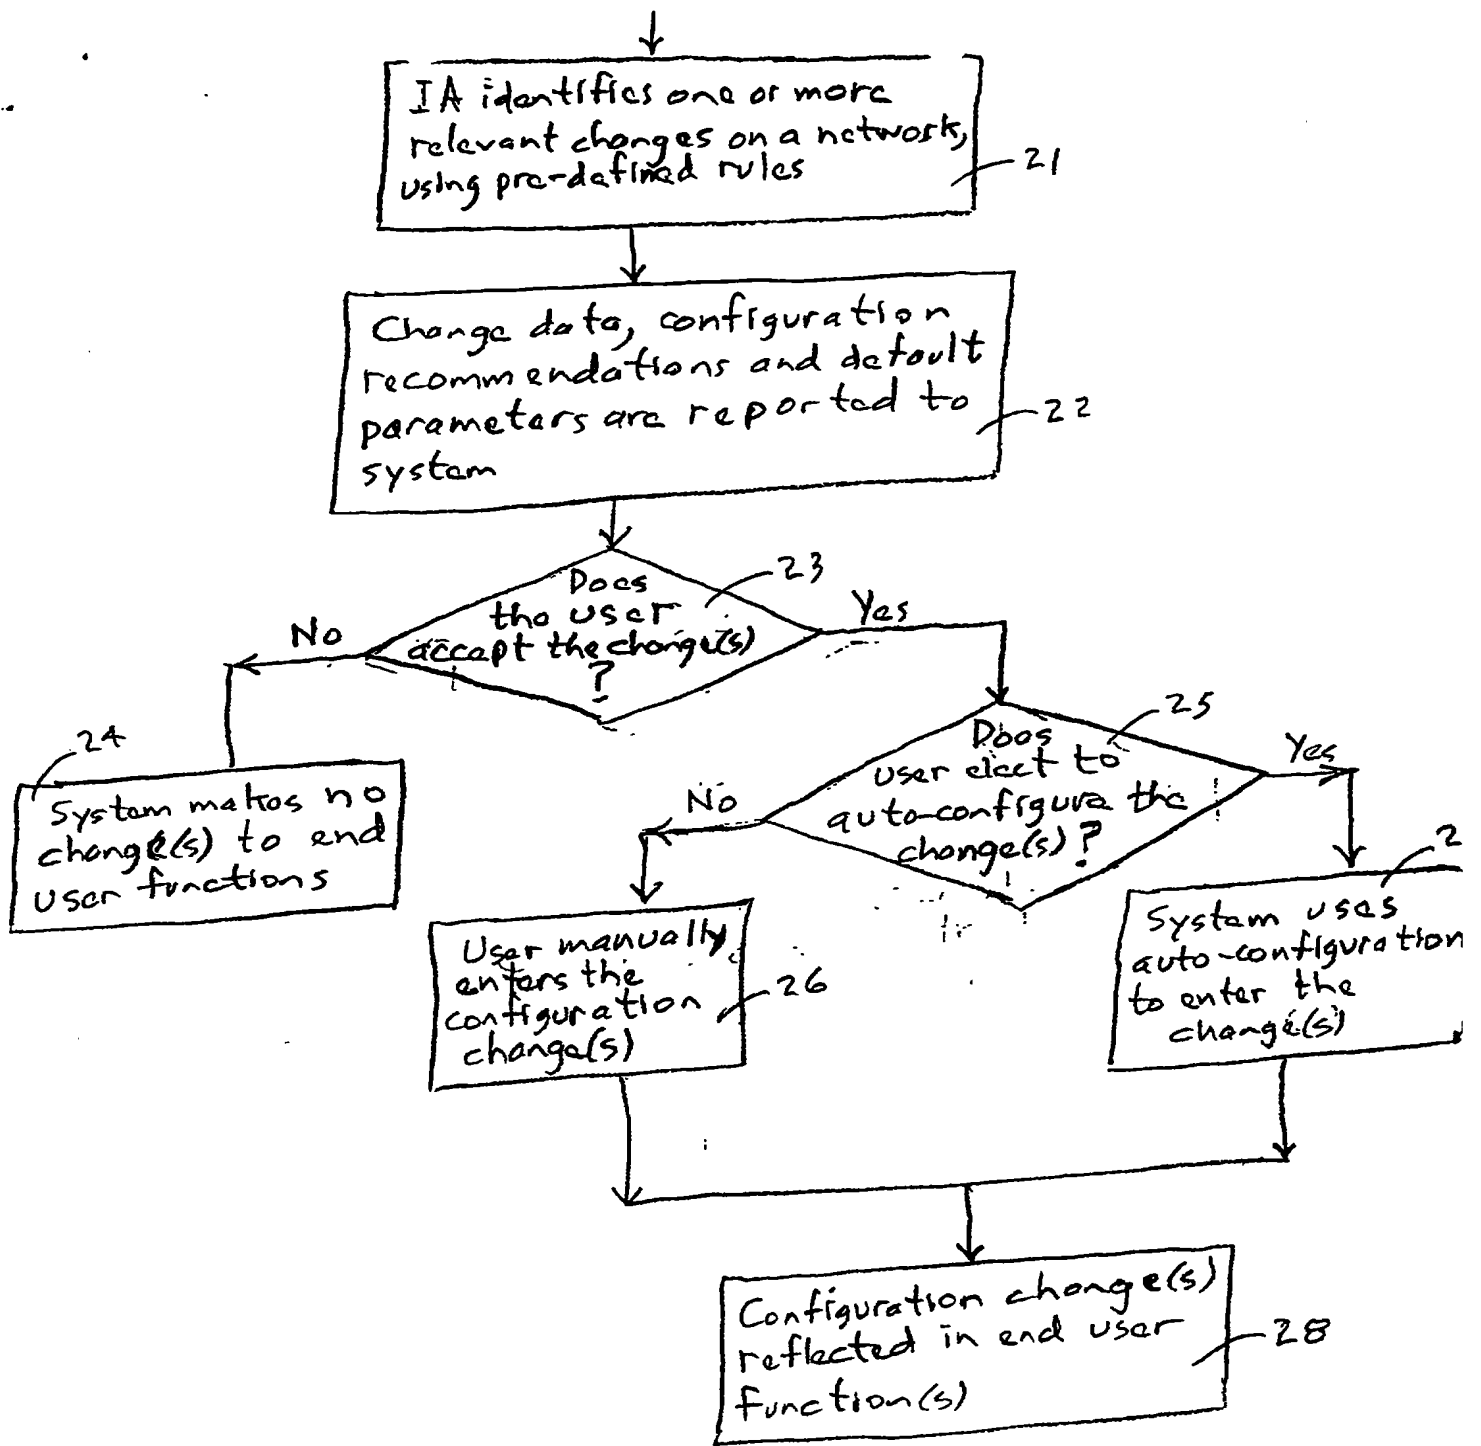 IA identifies one or more
relevant changes on a network,
using pre-defined rules
21
Change data, configuration
recommendations and default
parameters are reported to
system
22
Does
the user
accept the change(s)
?
23
No
Yes
24
System makes no
change(s) to end
user functions
Does
user elect to
auto-configure the
change(s)?
25
No
Yes
User manually
enters the
configuration
change(s)
26
2
System uses
auto-configuration
to enter the
change(s)
Configuration change(s)
reflected in end user
function(s)
28